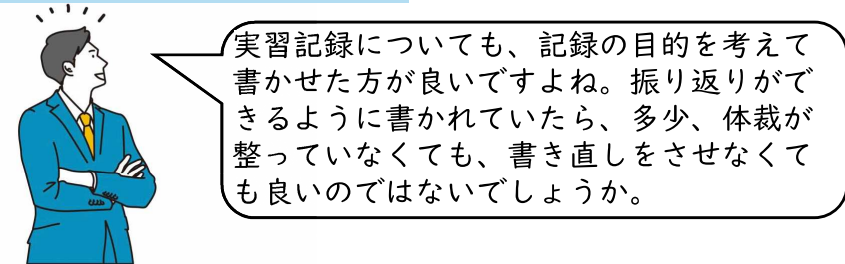 実習記録についても、記録の目的を考えて
書かせた方が良いですよね。振り返りがで
きるように書かれていたら、多少、体裁が
整っていなくても、書き直しをさせなくて
も良いのではないでしょうか。